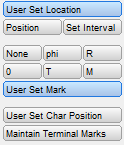 User Set Location
Position Set Interval
None phi R
0 T M
User Set Mark
User Set Char Position
Maintain Terminal Marks